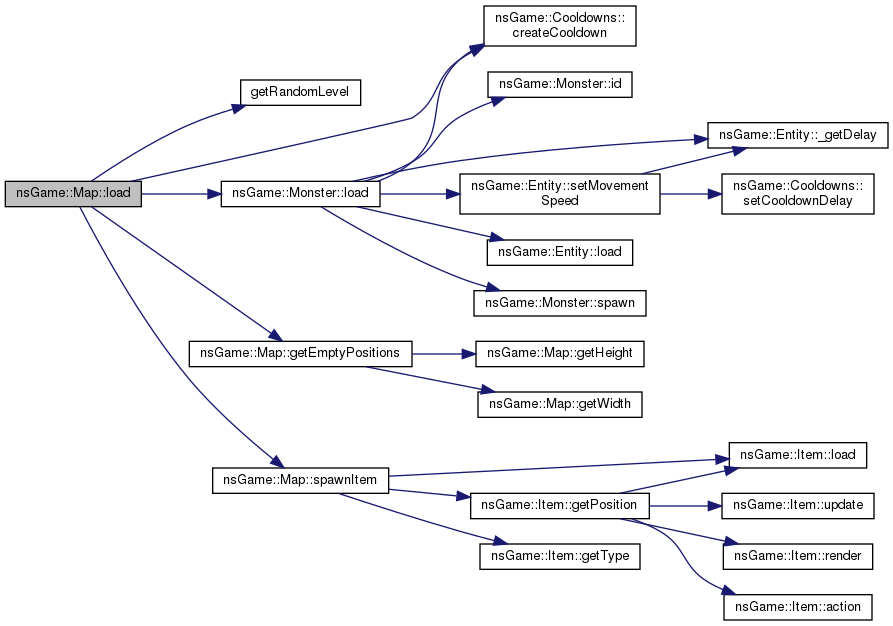 nsGame::Cooldowns::
createCooldown
nsGame::Monster::id
getRandomLevel
nsGame::Entity::_getDelay
nsGame::Map::load
nsGame::Monster::load
nsGame::Entity::setMovement
Speed
nsGame::Cooldowns::
setCooldownDelay
nsGame::Entity::load
nsGame::Monster::spawn
nsGame::Map::getEmptyPositions
nsGame::Map::getHeight
nsGame::Map::getWidth
nsGame::Item::load
nsGame::Map::spawnItem
nsGame::Item::getPosition
nsGame::Item::update
nsGame::Item::getType
nsGame::Item::render
nsGame::Item::action